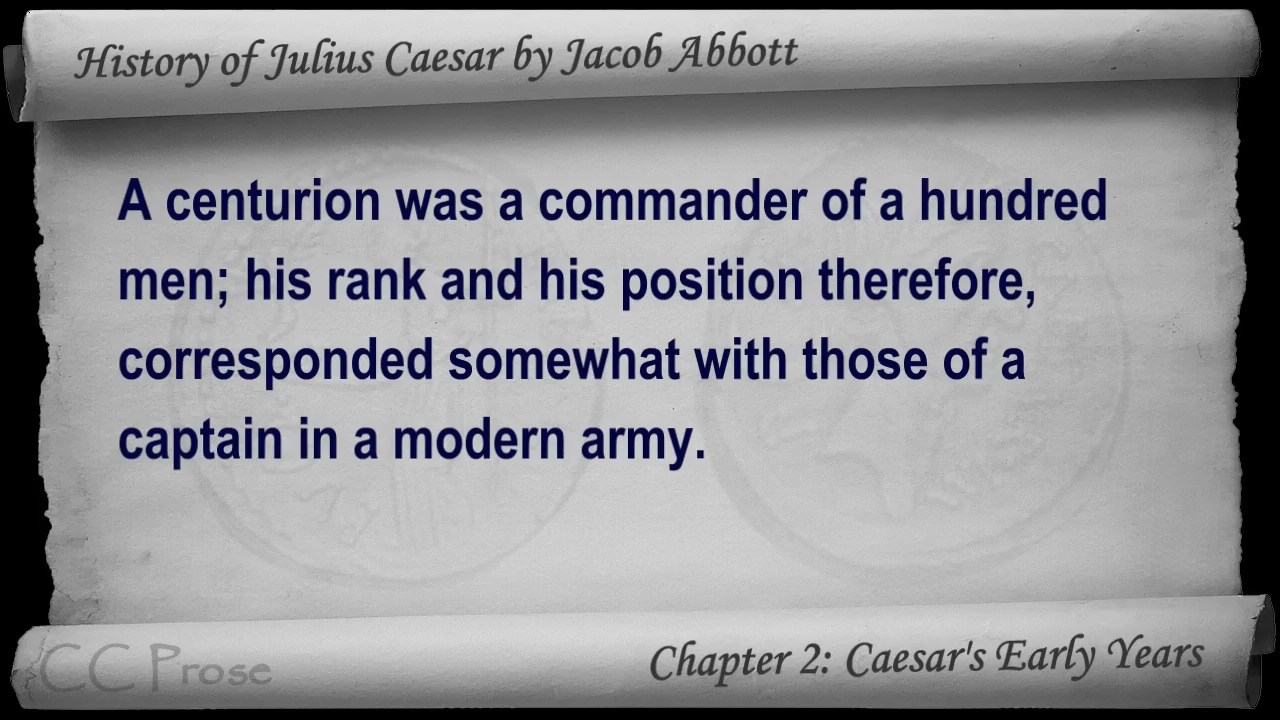 History of Julius Caesar by Jacob Abbott
A centurion was a commander of a hundred
men; his rank and his position therefore,
corresponded somewhat with those of a
captain in a modern army.
CC Prose
Chapter 2: Caesar's Early Years